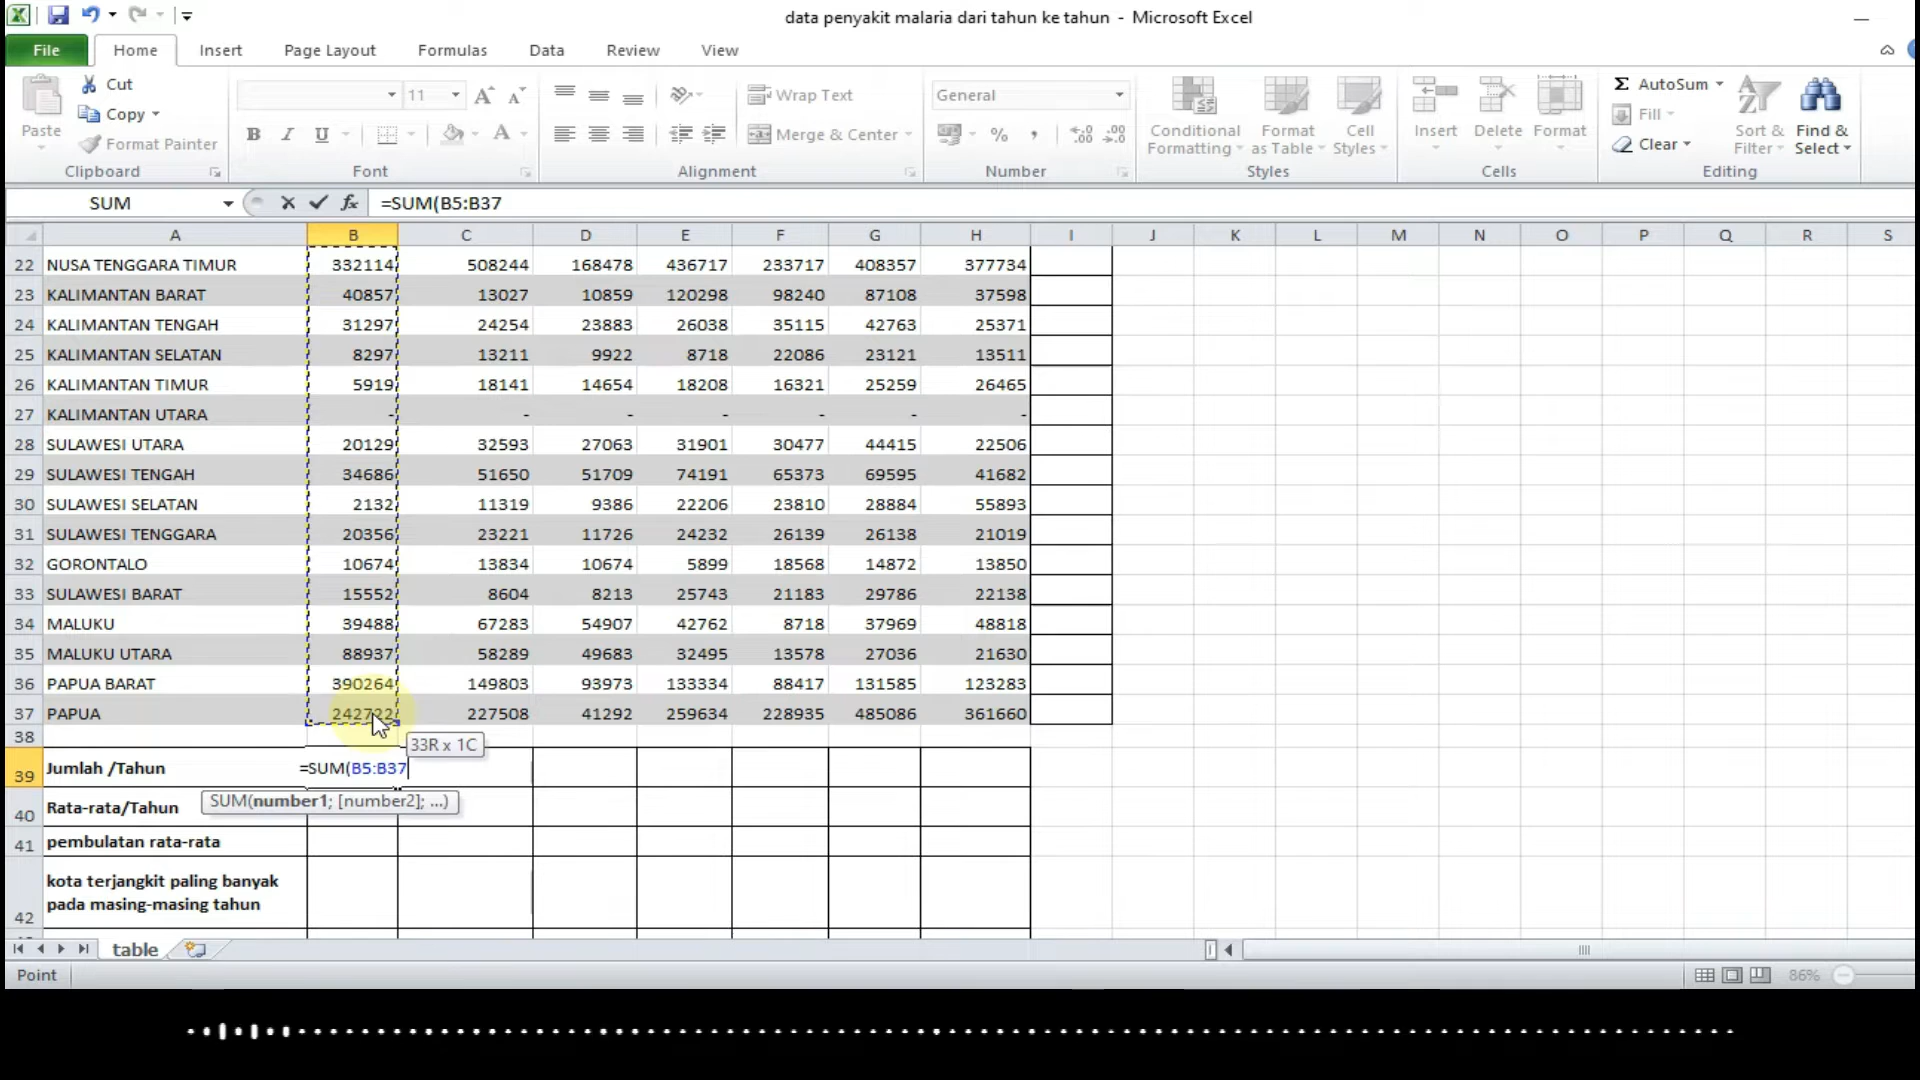 data penyakit malaria dari tahun ke tahun - Microsoft Excel
File Home Insert Page Layout Formulas Data Review View
Paste
Cut
Copy
Format Painter
Clipboard
11
B I U
Font
Wrap Text
Merge & Center
Alignment
General
%
Number
Conditional Formatting
Format as Table
Cell Styles
Styles
Insert
Delete
Format
Cells
Σ AutoSum
Fill
Clear
Sort & Filter
Find & Select
Editing
SUM fx =SUM(B5:B37
A B C D E F G H I J K L M N O P Q R S
22 NUSA TENGGARA TIMUR 332114 508244 168478 436717 233717 408357 377734
23 KALIMANTAN BARAT 40857 13027 10859 120298 98240 87108 37598
24 KALIMANTAN TENGAH 31297 24254 23883 26038 35115 42763 25371
25 KALIMANTAN SELATAN 8297 13211 9922 8718 22086 23121 13511
26 KALIMANTAN TIMUR 5919 18141 14654 18208 16321 25259 26465
27 KALIMANTAN UTARA - - - - - - -
28 SULAWESI UTARA 20129 32593 27063 31901 30477 44415 22506
29 SULAWESI TENGAH 34686 51650 51709 74191 65373 69595 41682
30 SULAWESI SELATAN 2132 11319 9386 22206 23810 28884 55893
31 SULAWESI TENGGARA 20356 23221 11726 24232 26139 26138 21019
32 GORONTALO 10674 13834 10674 5899 18568 14872 13850
33 SULAWESI BARAT 15552 8604 8213 25743 21183 29786 22138
34 MALUKU 39488 67283 54907 42762 8718 37969 48818
35 MALUKU UTARA 88937 58289 49683 32495 13578 27036 21630
36 PAPUA BARAT 390264 149803 93973 133334 88417 131585 123283
37 PAPUA 242722 227508 41292 259634 228935 485086 361660
38
33R x 1C
39 Jumlah /Tahun =SUM(B5:B37
SUM(number1; [number2]; ...)
40 Rata-rata/Tahun
41 pembulatan rata-rata
42 kota terjangkit paling banyak
pada masing-masing tahun
table
Point
86%